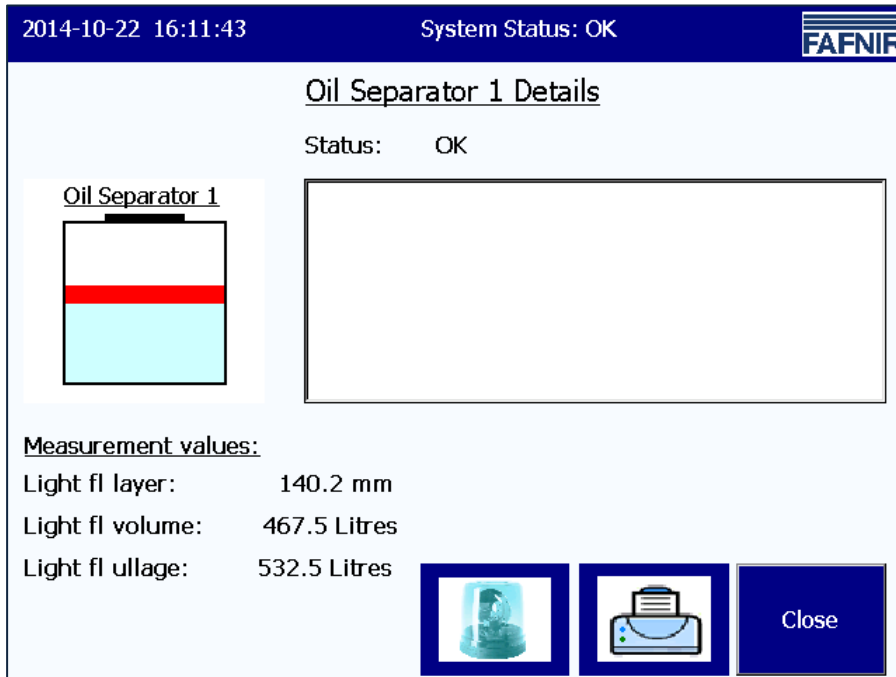 2014-10-22 16:11:43 System Status: OK FAFNIR
Oil Separator 1 Details
Status: OK
Oil Separator 1
Measurement values:
Light fl layer: 140.2 mm
Light fl volume: 467.5 Litres
Light fl ullage: 532.5 Litres
Close